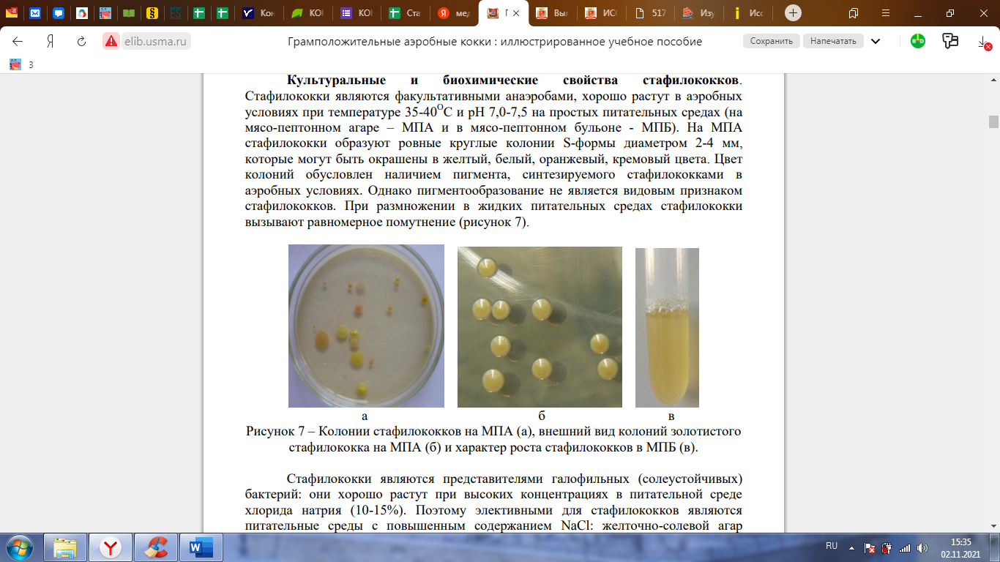 Кон
КОН
КОН
Ста
мед
Г
Выя
ИСС
517
Изу
Исс
elib.usma.ru
Грамположительные аэробные кокки : иллюстрированное учебное пособие
Сохранить
Напечатать
3
Культуральные и биохимические свойства стафилококков.
Стафилококки являются факультативными анаэробами, хорошо растут в аэробных
условиях при температуре 35-40ОС и рН 7,0-7,5 на простых питательных средах (на
мясо-пептонном агаре – МПА и в мясо-пептонном бульоне - МПБ). На МПА
стафилококки образуют ровные круглые колонии S-формы диаметром 2-4 мм,
которые могут быть окрашены в желтый, белый, оранжевый, кремовый цвета. Цвет
колоний обусловлен наличием пигмента, синтезируемого стафилококками в
аэробных условиях. Однако пигментообразование не является видовым признаком
стафилококков. При размножении в жидких питательных средах стафилококки
вызывают равномерное помутнение (рисунок 7).
а б в
Рисунок 7 – Колонии стафилококков на МПА (а), внешний вид колоний золотистого
стафилококка на МПА (б) и характер роста стафилококков в МПБ (в).
Стафилококки являются представителями галофильных (солеустойчивых)
бактерий: они хорошо растут при высоких концентрациях в питательной среде
хлорида натрия (10-15%). Поэтому элективными для стафилококков являются
питательные среды с повышенным содержанием NaCl: желточно-солевой агар
RU
15:35
02.11.2021